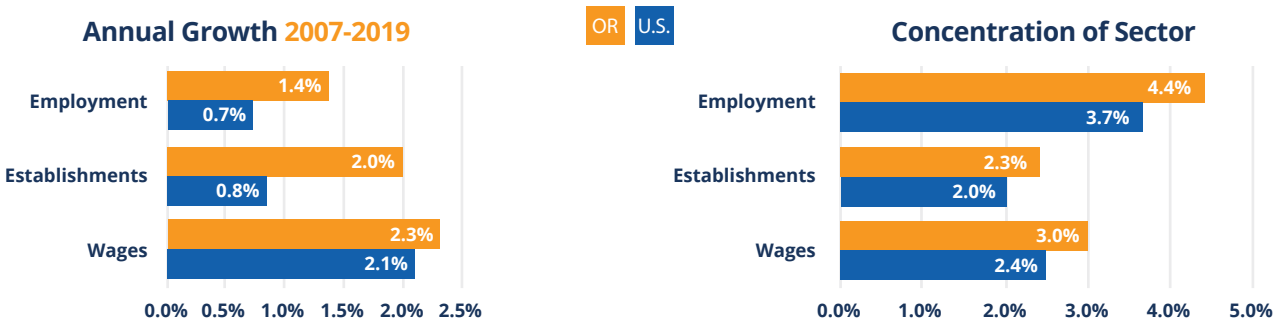 Annual Growth 2007-2019
OR U.S.
Concentration of Sector
Employment
1.4%
0.7%
Establishments
2.0%
0.8%
Wages
2.3%
2.1%
0.0% 0.5% 1.0% 1.5% 2.0% 2.5%
Employment
4.4%
3.7%
Establishments
2.3%
2.0%
Wages
3.0%
2.4%
0.0% 1.0% 2.0% 3.0% 4.0% 5.0%